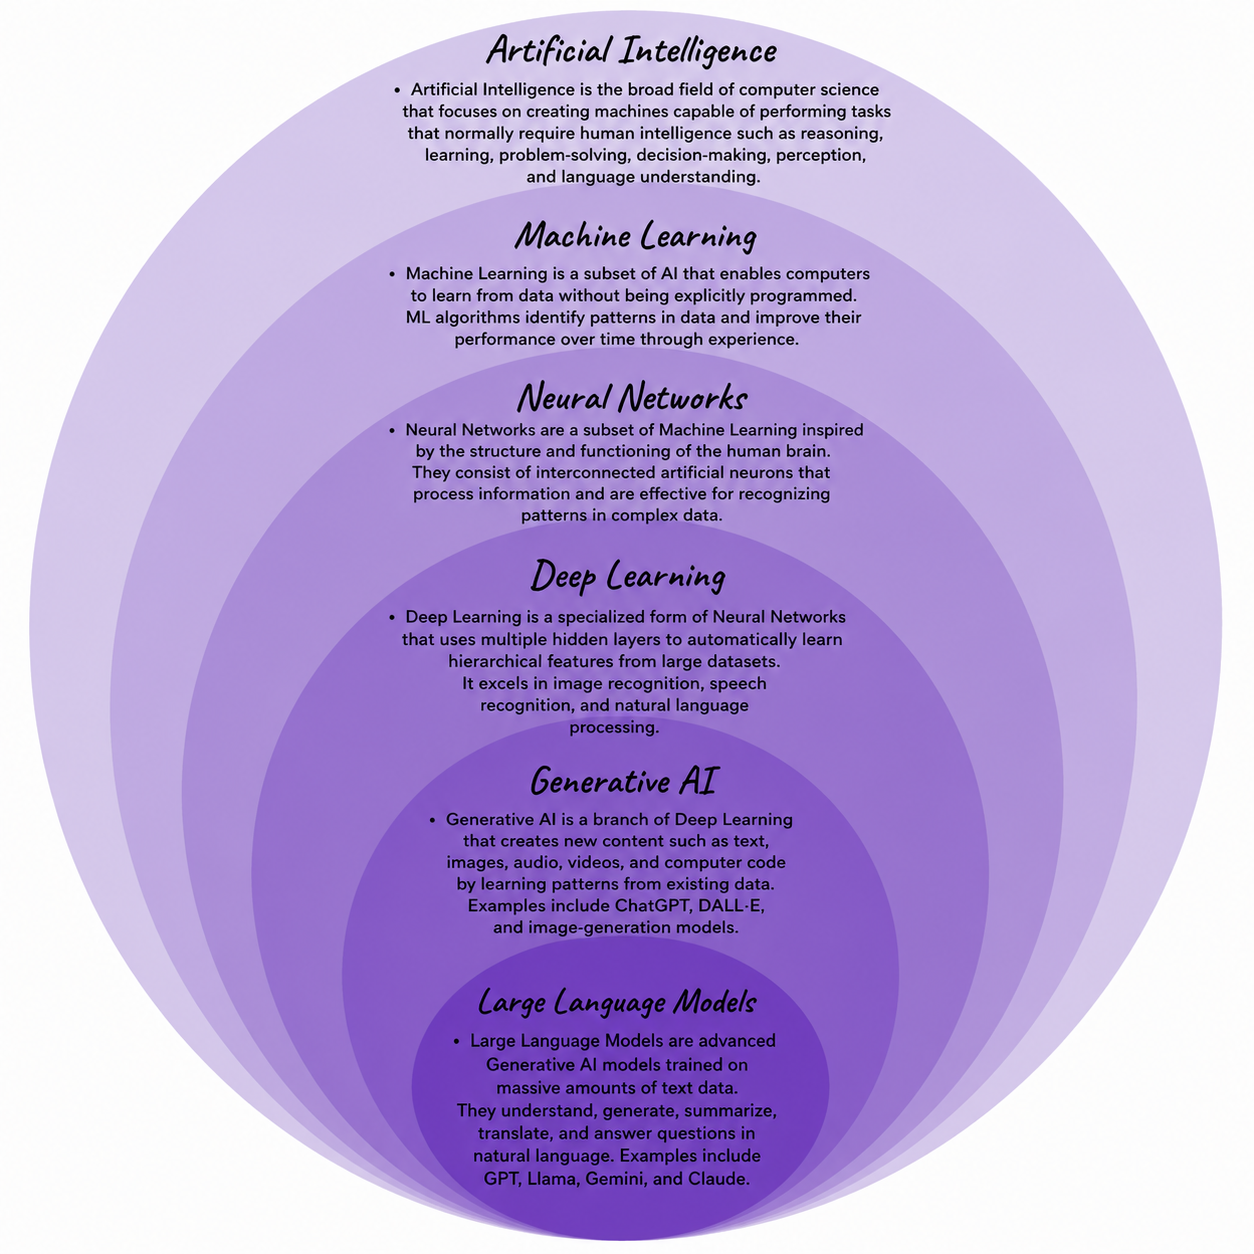 Artificial Intelligence
• Artificial Intelligence is the broad field of computer science
that focuses on creating machines capable of performing tasks
that normally require human intelligence such as reasoning,
learning, problem-solving, decision-making, perception,
and language understanding.
Machine Learning
• Machine Learning is a subset of AI that enables computers
to learn from data without being explicitly programmed.
ML algorithms identify patterns in data and improve their
performance over time through experience.
Neural Networks
• Neural Networks are a subset of Machine Learning inspired
by the structure and functioning of the human brain.
They consist of interconnected artificial neurons that
process information and are effective for recognizing
patterns in complex data.
Deep Learning
• Deep Learning is a specialized form of Neural Networks
that uses multiple hidden layers to automatically learn
hierarchical features from large datasets.
It excels in image recognition, speech
recognition, and natural language
processing.
Generative AI
• Generative AI is a branch of Deep Learning
that creates new content such as text,
images, audio, videos, and computer code
by learning patterns from existing data.
Examples include ChatGPT, DALL·E,
and image-generation models.
Large Language Models
• Large Language Models are advanced
Generative AI models trained on
massive amounts of text data.
They understand, generate, summarize,
translate, and answer questions in
natural language. Examples include
GPT, Llama, Gemini, and Claude.